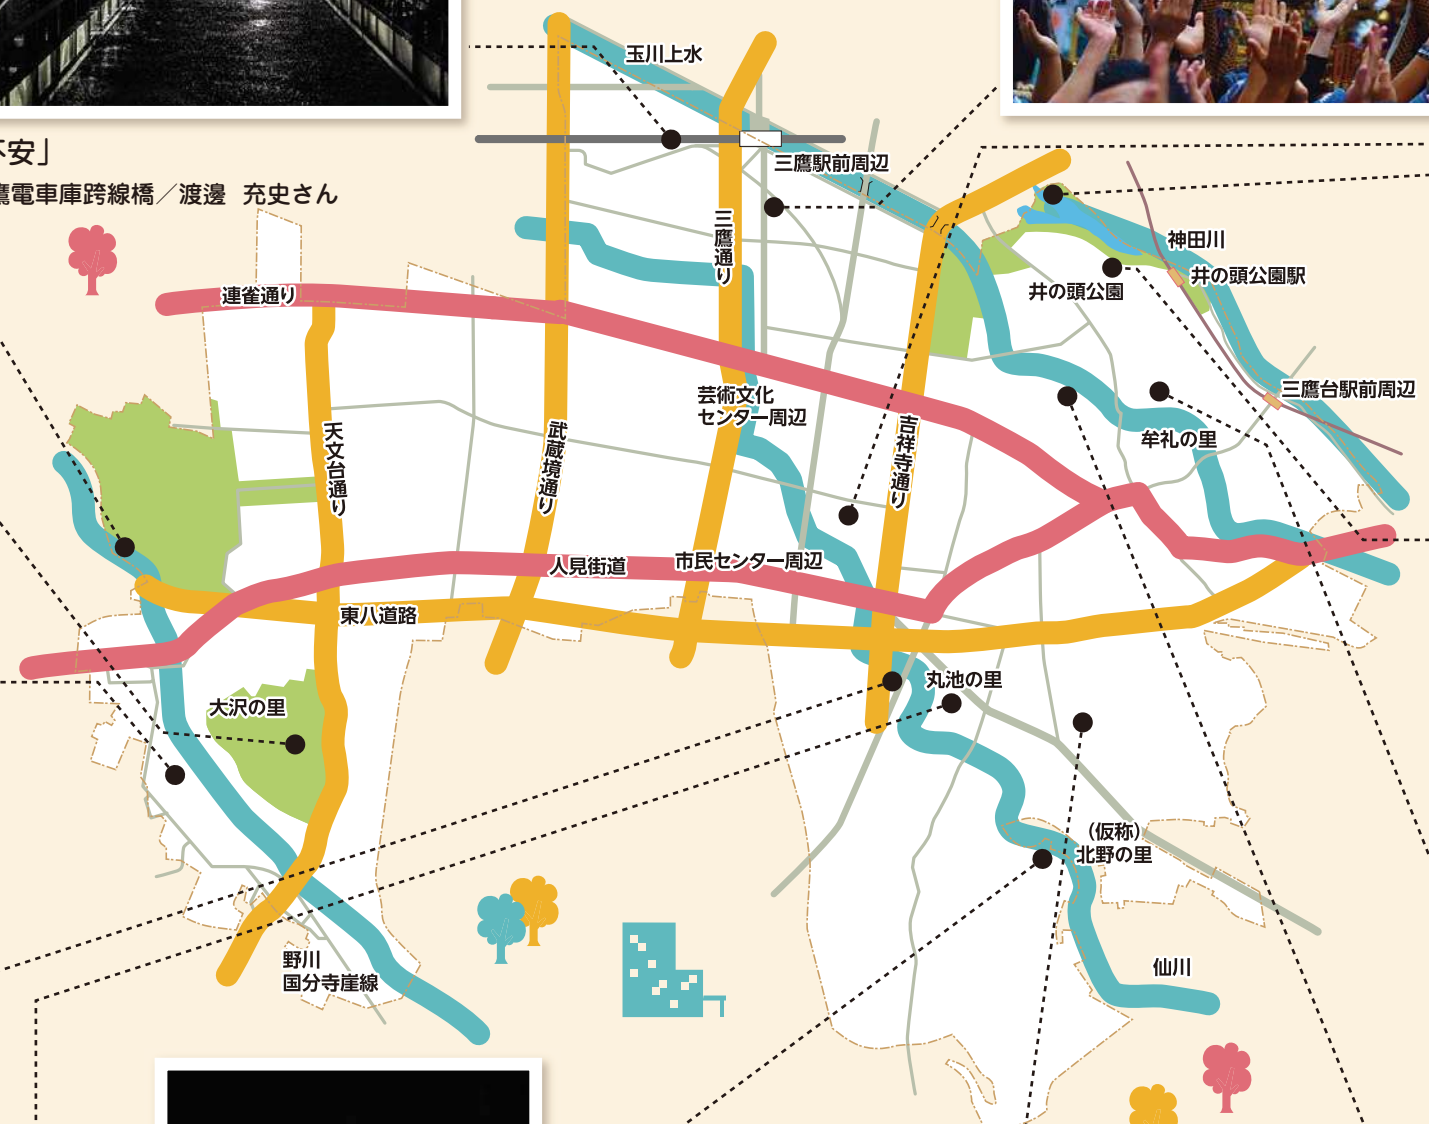 安」
鷹電車庫跨線橋／渡邊 充史さん
玉川上水
三鷹駅前周辺
三鷹通り
神田川
井の頭公園駅
井の頭公園
連雀通り
三鷹台駅前周辺
芸術文化
センター周辺
牟礼の里
天文台通り
武蔵境通り
吉祥寺通り
人見街道
市民センター周辺
東八道路
大沢の里
丸池の里
（仮称）
北野の里
野川
国分寺崖線
仙川